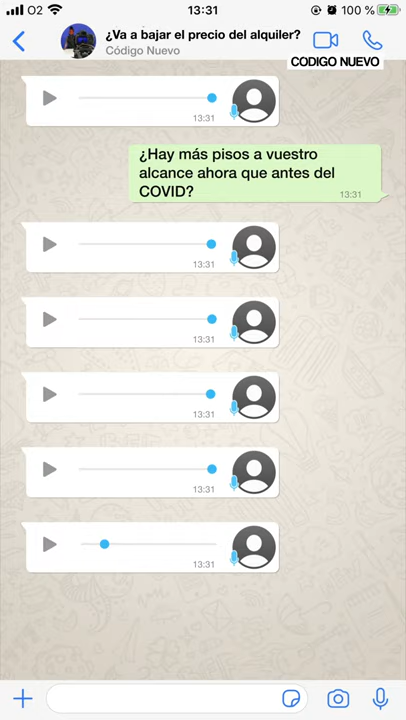 O2 13:31 100 %
¿Va a bajar el precio del alquiler?
Código Nuevo
CODIGO NUEVO
13:31
¿Hay más pisos a vuestro
alcance ahora que antes del
COVID?
13:31
13:31
13:31
13:31
13:31
13:31